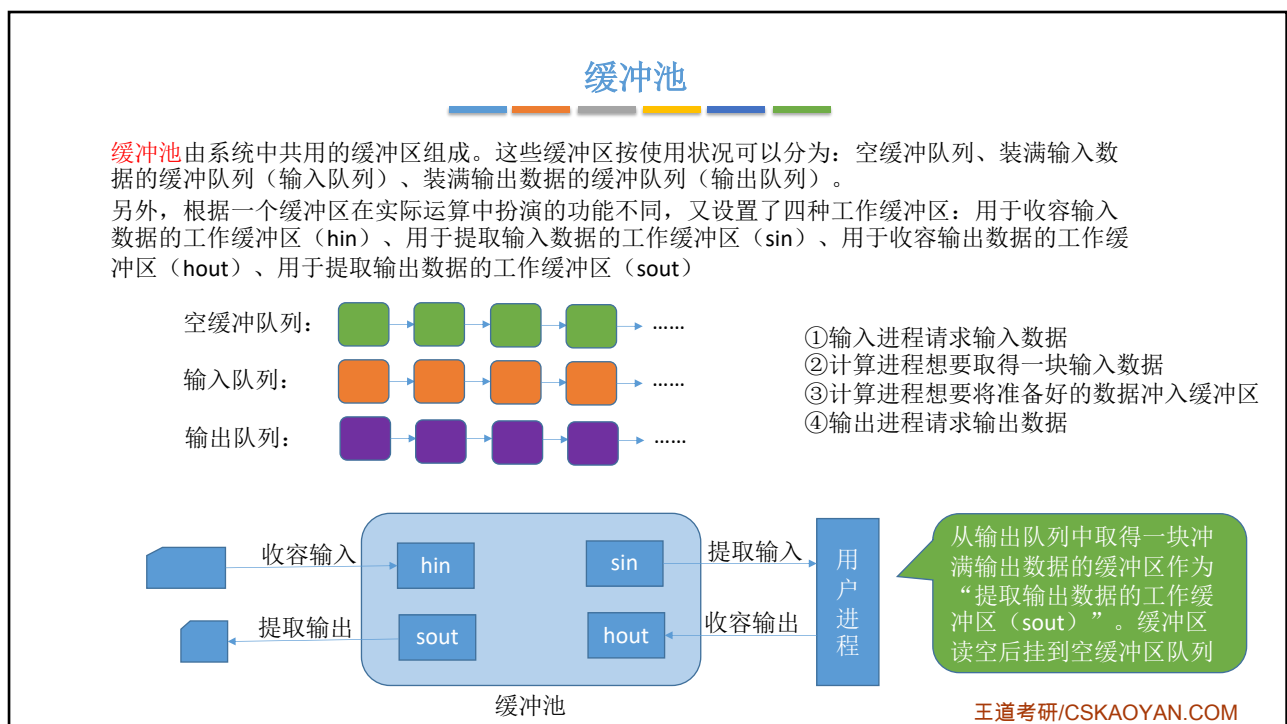 缓冲池
缓冲池由系统中共用的缓冲区组成。这些缓冲区按使用状况可以分为：空缓冲队列、装满输入数
据的缓冲队列（输入队列）、装满输出数据的缓冲队列（输出队列）。
另外，根据一个缓冲区在实际运算中扮演的功能不同，又设置了四种工作缓冲区：用于收容输入
数据的工作缓冲区（hin）、用于提取输入数据的工作缓冲区（sin）、用于收容输出数据的工作缓
冲区（hout）、用于提取输出数据的工作缓冲区（sout）
空缓冲队列： ……
输入队列： ……
输出队列： ……
①输入进程请求输入数据
②计算进程想要取得一块输入数据
③计算进程想要将准备好的数据冲入缓冲区
④输出进程请求输出数据
收容输入
hin
sin
提取输入
提取输出
sout
hout
收容输出
用
户
进
程
缓冲池
从输出队列中取得一块冲
满输出数据的缓冲区作为
“提取输出数据的工作缓
冲区（sout）”。缓冲区
读空后挂到空缓冲区队列
王道考研/CSKAOYAN.COM